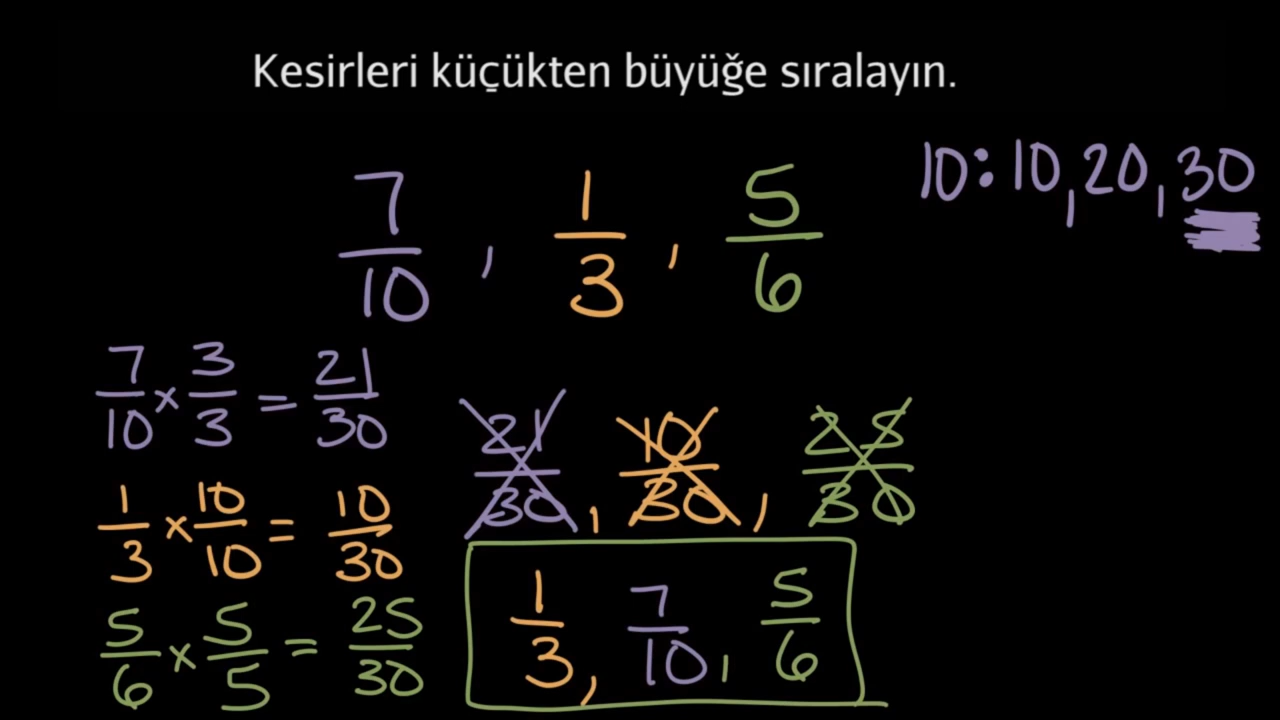 Kesirleri küçükten büyüğe sıralayın.
10: 10, 20, 30
7/10 , 1/3 , 5/6
7/10 × 3/3 = 21/30
1/3 × 10/10 = 10/30
5/6 × 5/5 = 25/30
21/30 , 10/30 , 25/30
1/3 , 7/10 , 5/6